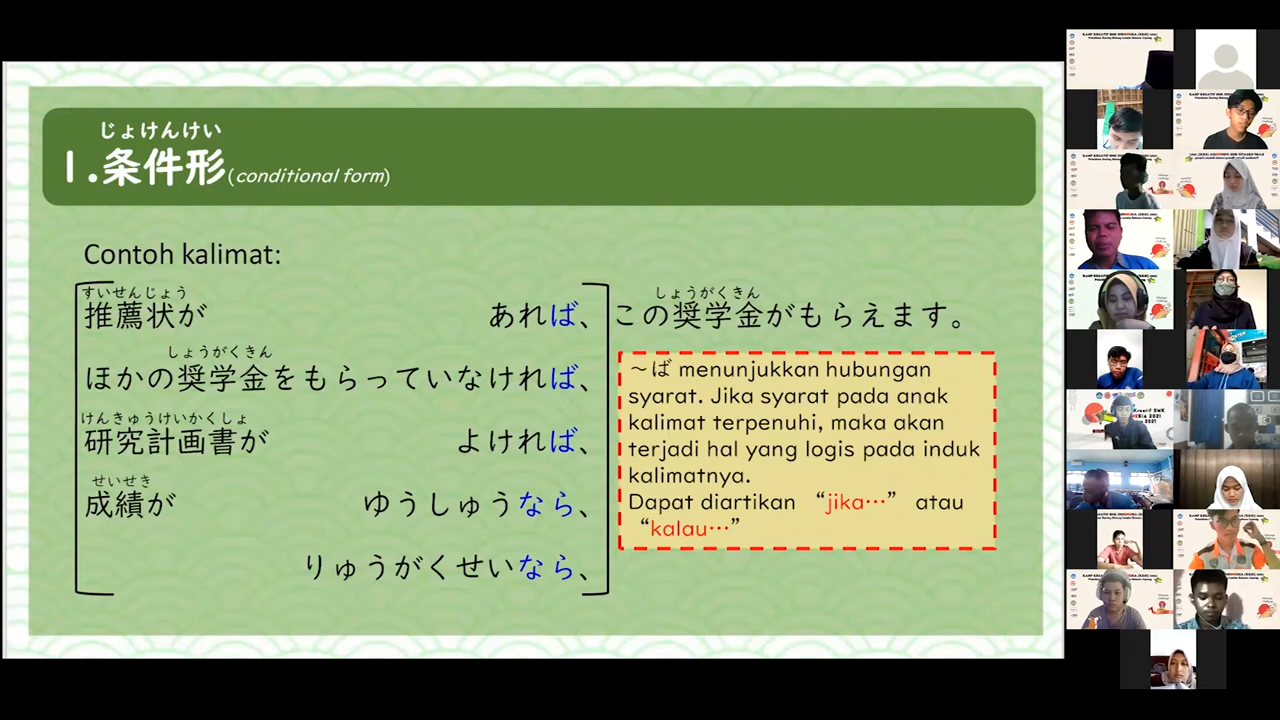 じょけんけい
1.条件形(conditional form)
Contoh kalimat:
すいせんじょう
推薦状が あれば、
しょうがくきん
この奨学金がもらえます。
しょうがくきん
ほかの奨学金をもらっていなければ、
けんきゅうけいかくしょ
研究計画書が よければ、
せいせき
成績が ゆうしゅうなら、
りゅうがくせいなら、
～ば menunjukkan hubungan
syarat. Jika syarat pada anak
kalimat terpenuhi, maka akan
terjadi hal yang logis pada induk
kalimatnya.
Dapat diartikan “jika…” atau
“kalau…”